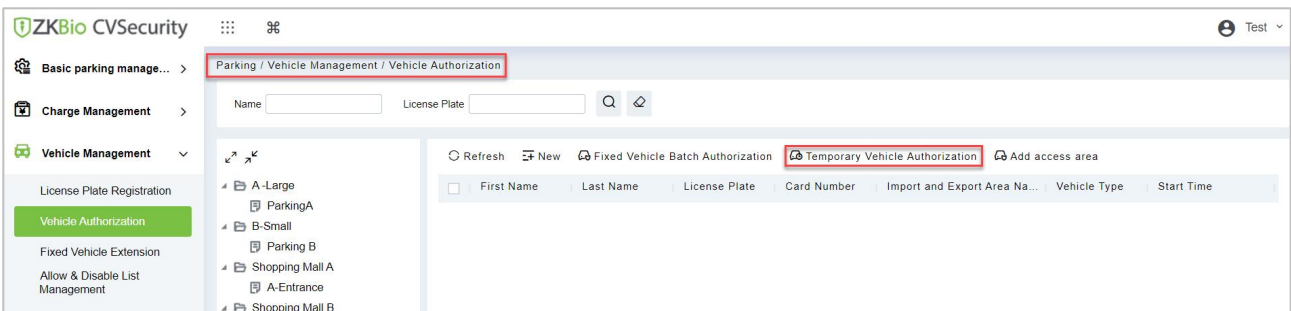 ZKBio CVSecurity
Test
Basic parking manage...
Parking / Vehicle Management / Vehicle Authorization
Charge Management
Name
License Plate
Vehicle Management
Refresh New Fixed Vehicle Batch Authorization Temporary Vehicle Authorization Add access area
License Plate Registration
Vehicle Authorization
Fixed Vehicle Extension
Allow & Disable List
Management
A-Large
ParkingA
B-Small
Parking B
Shopping Mall A
A-Entrance
Shopping Mall B
First Name Last Name License Plate Card Number Import and Export Area Na... Vehicle Type Start Time